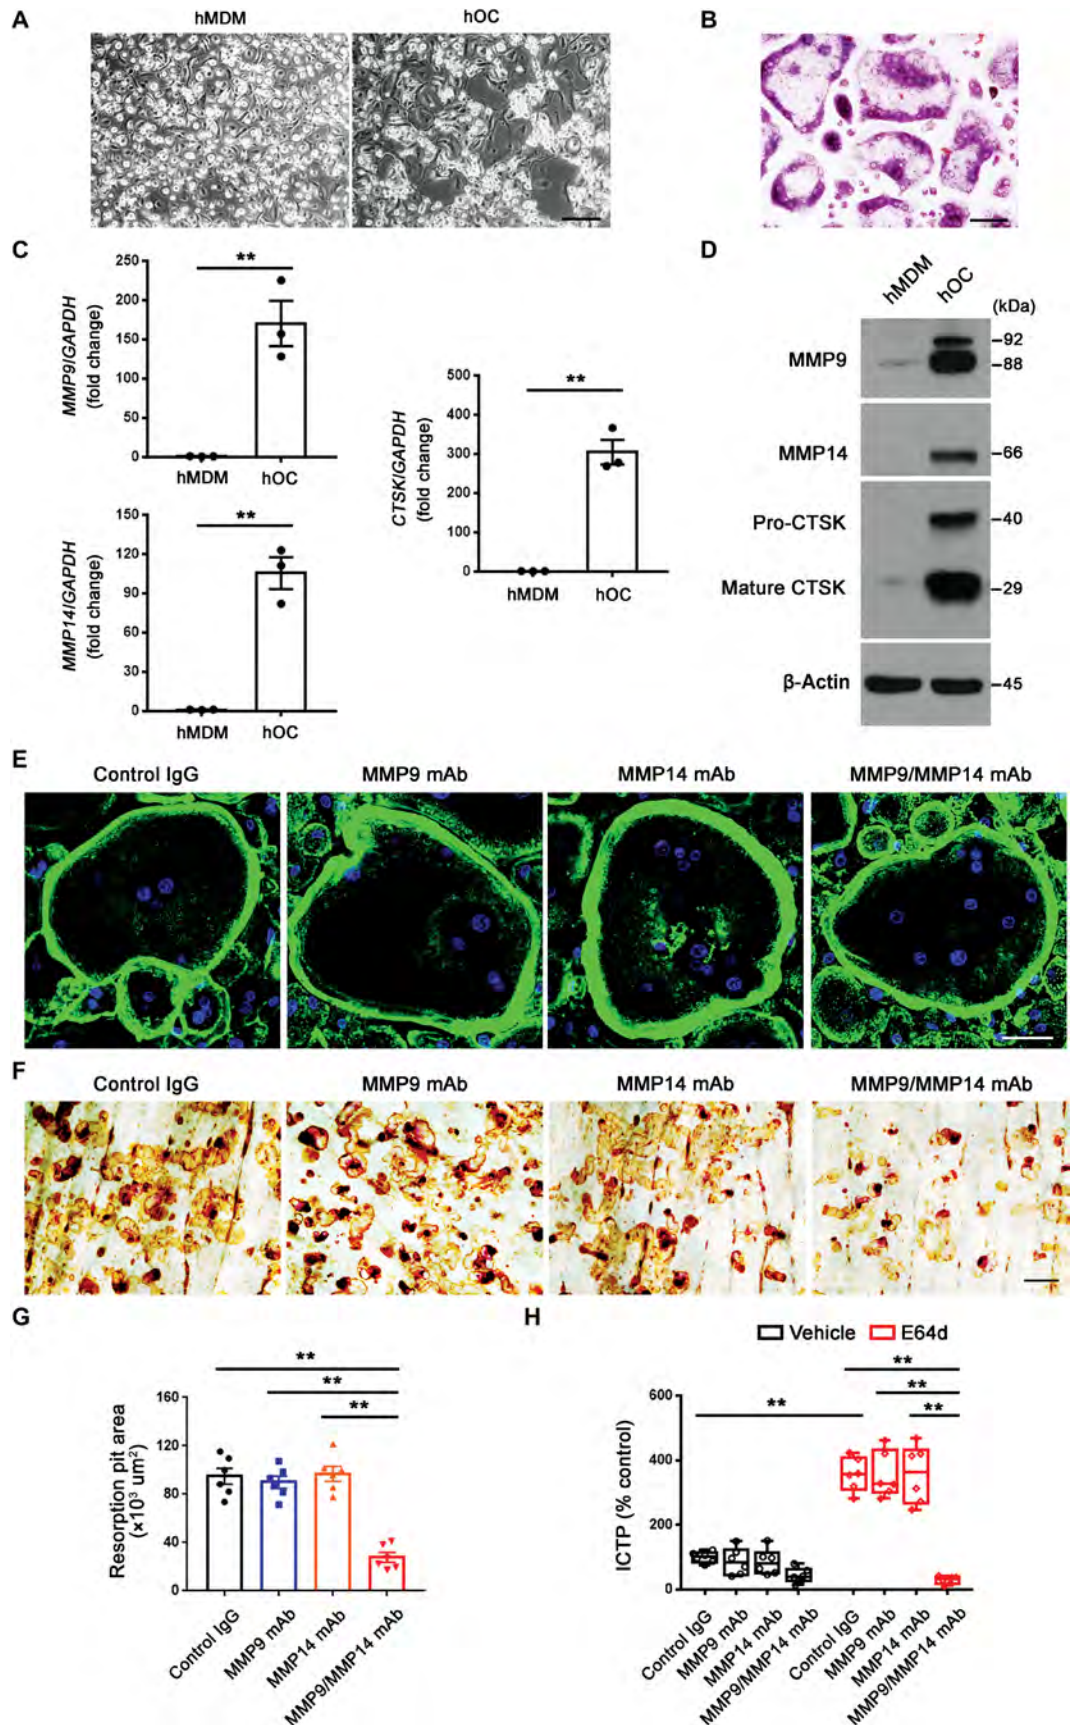 A
hMDM
hOC
B
C
MMP9/GAPDH
(fold change)
250
200
150
100
50
0
**
hMDM
hOC
MMP14/GAPDH
(fold change)
150
120
90
60
30
0
**
hMDM
hOC
CTSK/GAPDH
(fold change)
500
400
300
200
100
0
**
hMDM
hOC
D
hMDM
hOC
(kDa)
MMP9
92
88
MMP14
66
Pro-CTSK
40
Mature CTSK
29
β-Actin
45
E
Control IgG
MMP9 mAb
MMP14 mAb
MMP9/MMP14 mAb
F
Control IgG
MMP9 mAb
MMP14 mAb
MMP9/MMP14 mAb
G
Resorption pit area
(×10³ um²)
160
120
80
40
0
**
**
**
Control IgG
MMP9 mAb
MMP14 mAb
MMP9/MMP14 mAb
H
Vehicle
E64d
ICTP (% control)
600
400
200
0
**
**
**
**
Control IgG
MMP9 mAb
MMP14 mAb
MMP9/MMP14 mAb
Control IgG
MMP9 mAb
MMP14 mAb
MMP9/MMP14 mAb